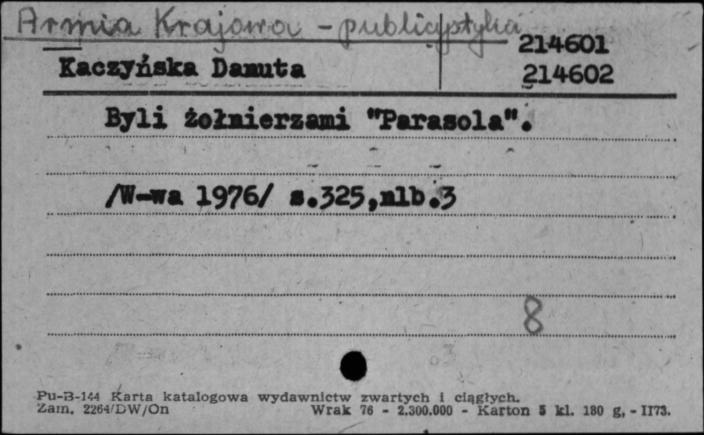 Armia Krajowa - publicystyka
214601
Kaczyńska Danuta
214602
Byli żołnierzami "Parasola".
/W-wa 1976/ s.325,nlb.3
8
Pu-B-144 Karta katalogowa wydawnictw zwartych i ciągłych.
Zam. 2264/DW/On Wrak 76 - 2.300.000 - Karton 5 kl. 180 g, - II73.